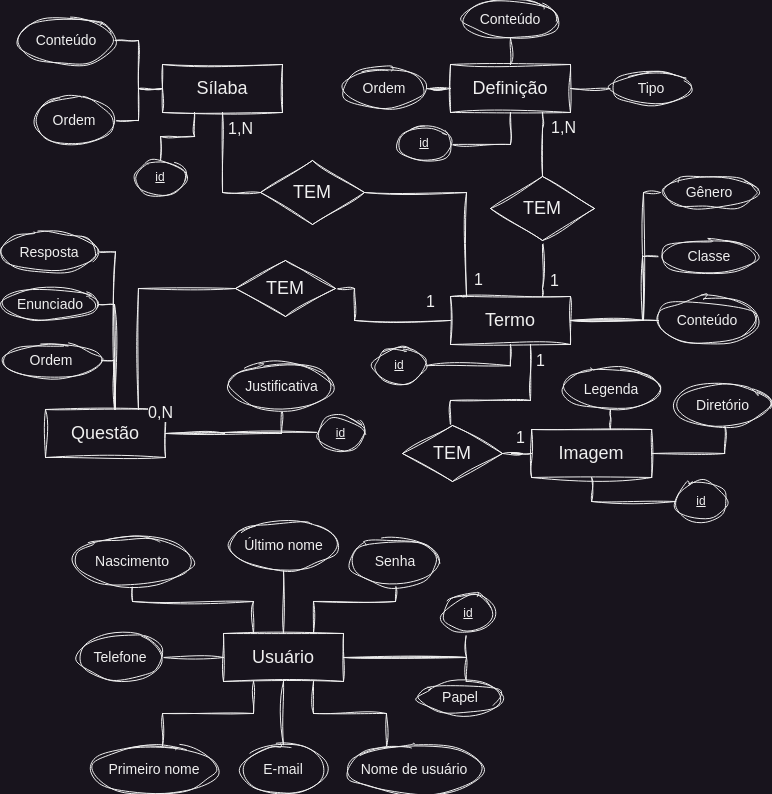 Conteúdo
Conteúdo
Sílaba
Ordem
Definição
Tipo
Ordem
1,N
id
1,N
id
TEM
Gênero
TEM
Resposta
Classe
TEM
1
1
Enunciado
1
Termo
Conteúdo
Ordem
id
1
Justificativa
Legenda
Diretório
0,N
Questão
id
1
TEM
Imagem
id
Nascimento
Último nome
Senha
id
Telefone
Usuário
Papel
Primeiro nome
E-mail
Nome de usuário